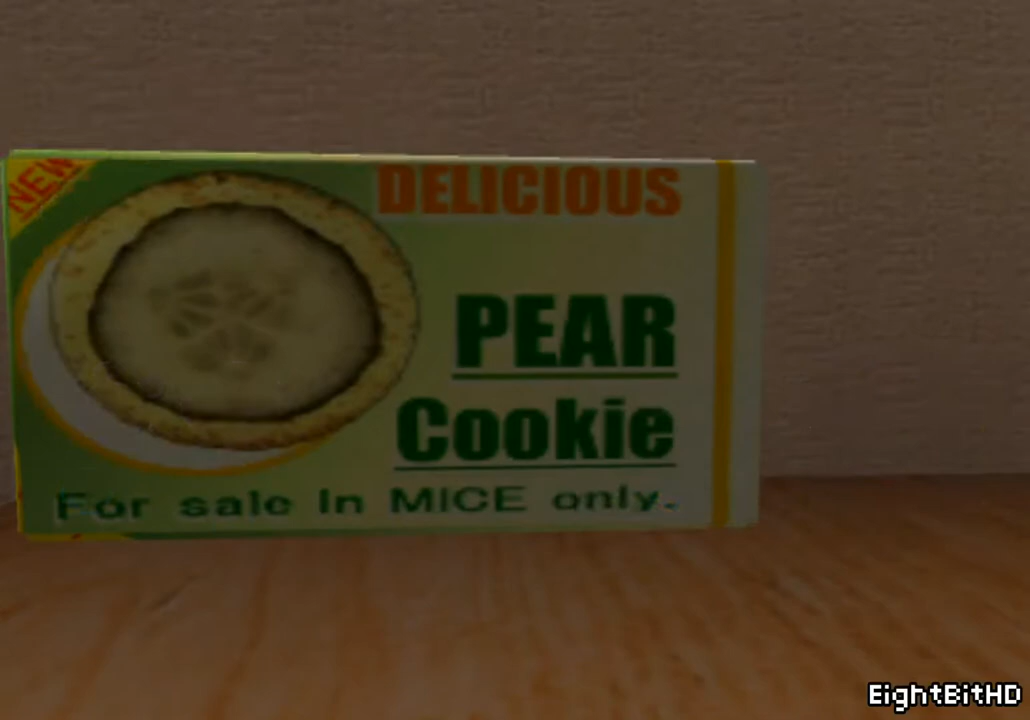 NEW
DELICIOUS
PEAR
Cookie
For sale in MICE only.
EightBitHD